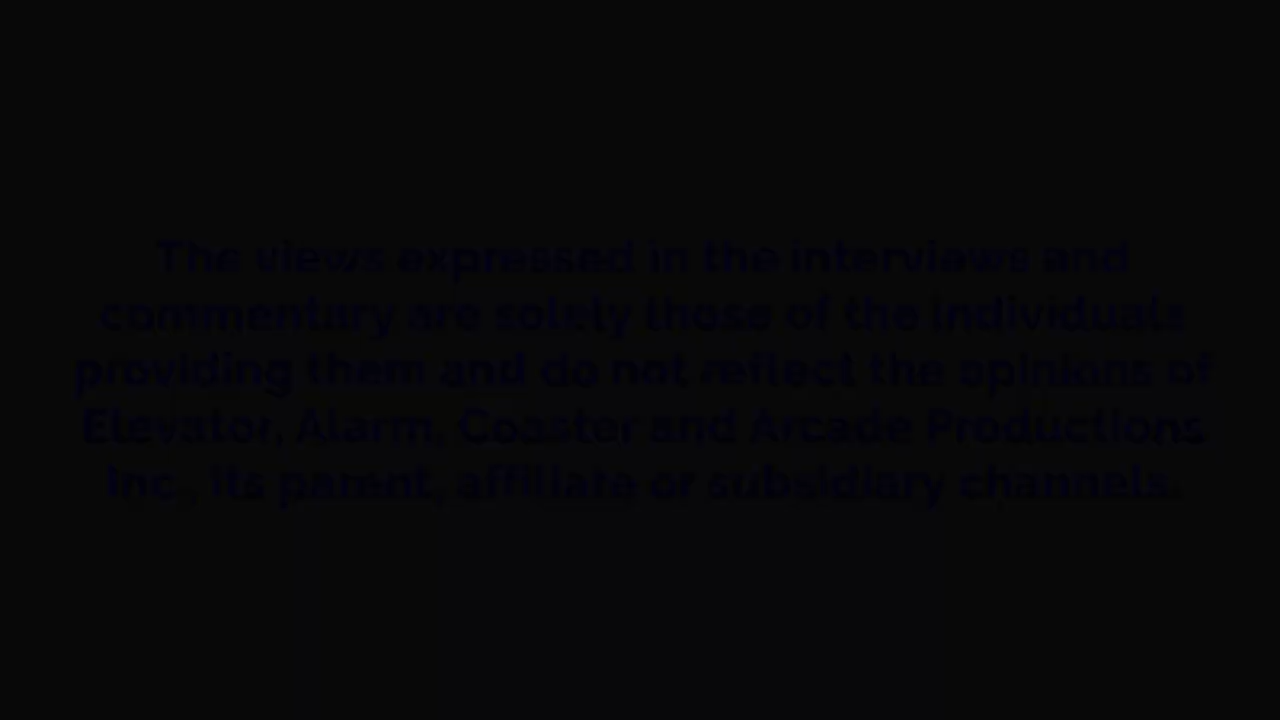 The views expressed in the interviews and
commentary are solely those of the individuals
providing them and do not reflect the opinions of
Elevator, Alarm, Coaster and Arcade Productions
Inc., its parent, affiliate or subsidiary channels.